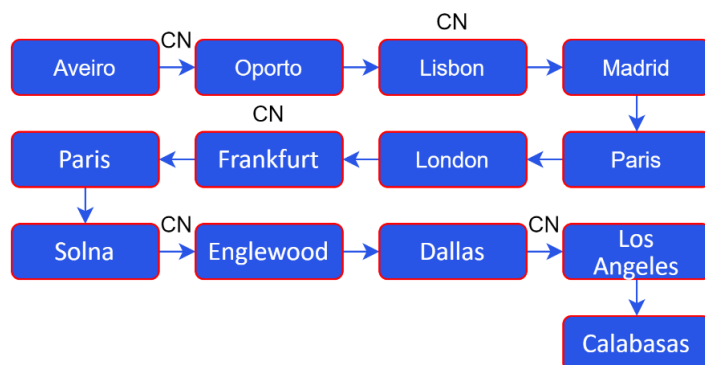 CN
CN
Aveiro
Oporto
Lisbon
Madrid
CN
Paris
Frankfurt
London
Paris
CN
CN
Solna
Englewood
Dallas
Los
Angeles
Calabasas